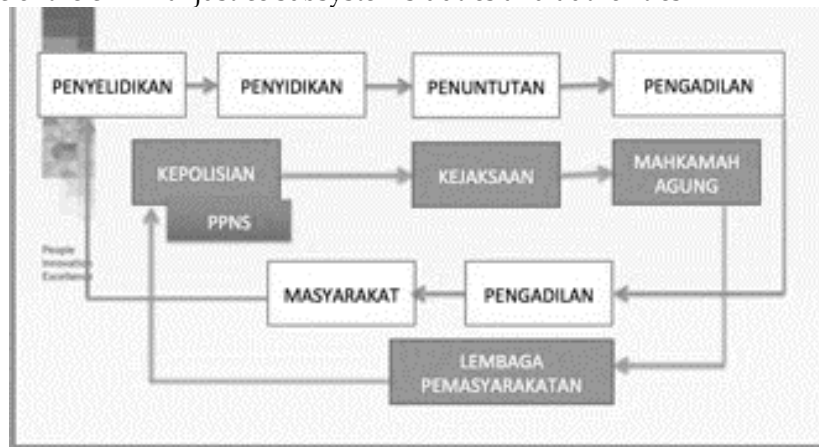 PENYELIDIKAN
PENYIDIKAN
PENUNTUTAN
PENGADILAN
KEPOLISIAN
PPNS
KEJAKSAAN
MAHKAMAH
AGUNG
People
Innovation
Excellence
MASYARAKAT
PENGADILAN
LEMBAGA
PEMASYARAKATAN